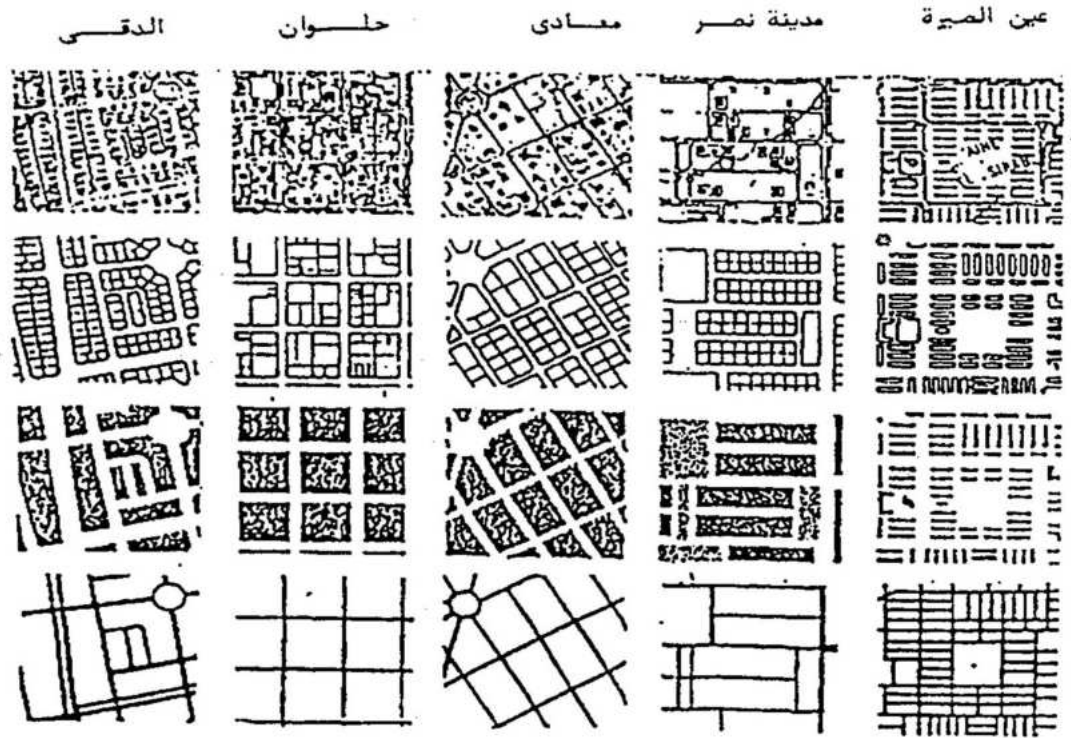 عين الصيرة
مدينة نصر
معادى
حلوان
الدقى